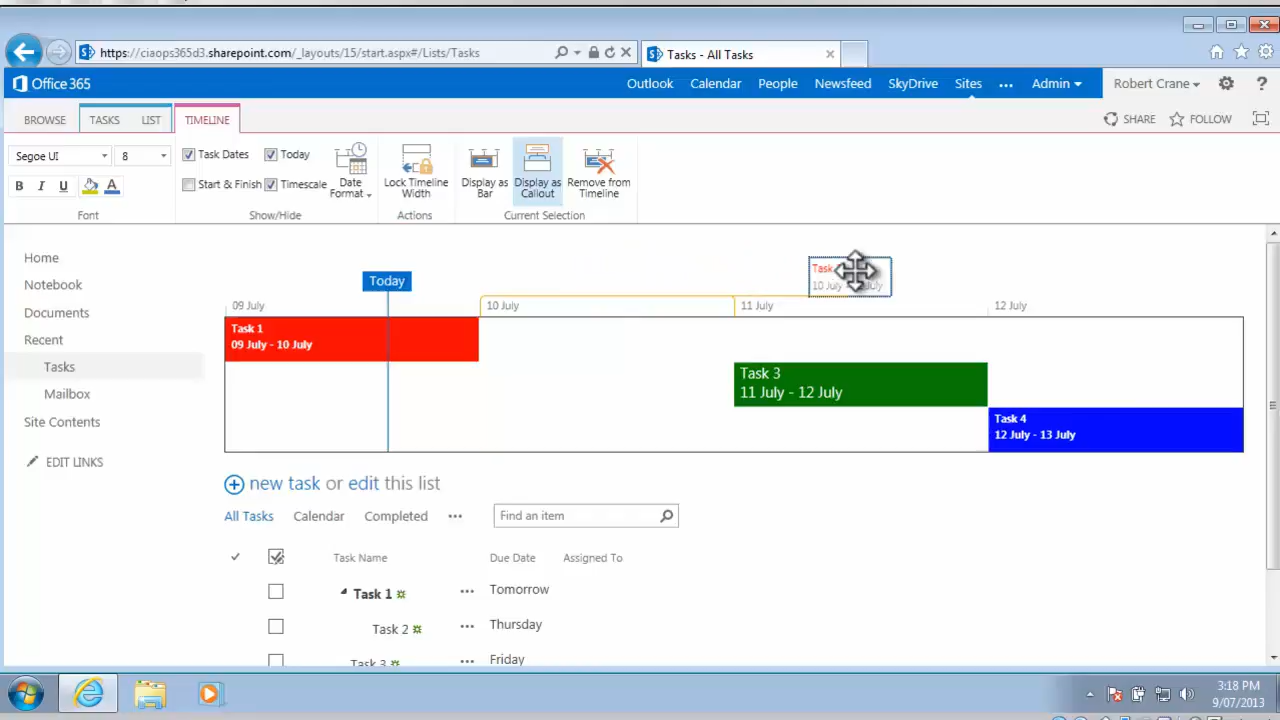 https://ciaops365d3.sharepoint.com/_layouts/15/start.aspx#/Lists/Tasks
Tasks - All Tasks
Office 365
Outlook Calendar People Newsfeed SkyDrive Sites ... Admin Robert Crane ?
BROWSE TASKS LIST TIMELINE SHARE FOLLOW
Segoe UI 8 Task Dates Today
B I U A Start & Finish Timescale Date Format Lock Timeline Width Display as Bar Display as Callout Remove from Timeline
Font Show/Hide Actions Current Selection
Home
Notebook
Documents
Recent
Tasks
Mailbox
Site Contents
EDIT LINKS
Today
Task
10 July
09 July 10 July 11 July 12 July
Task 1
09 July - 10 July
Task 3
11 July - 12 July
Task 4
12 July - 13 July
new task or edit this list
All Tasks Calendar Completed ... Find an item
Task Name Due Date Assigned To
Task 1 ... Tomorrow
Task 2 ... Thursday
Task 3 ... Friday
3:18 PM
9/07/2013